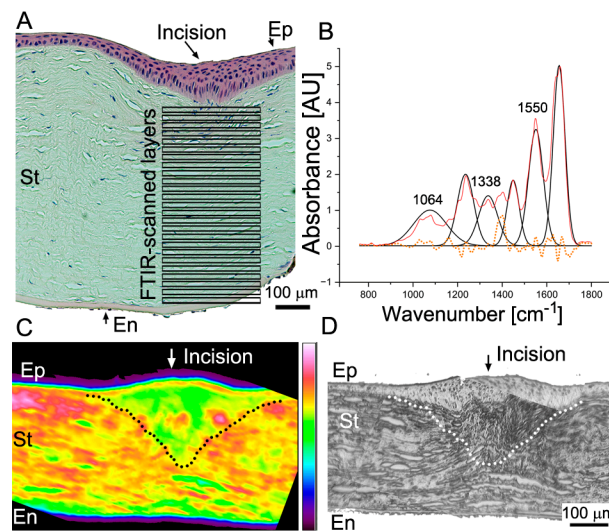 A
Incision
Ep
St
FTIR-scanned layers
100 μm
En
B
Absorbance [AU]
5
4
3
2
1
0
−1
1064
1338
1550
800 1000 1200 1400 1600 1800
Wavenumber [cm⁻¹]
C
Incision
Ep
St
En
D
Incision
Ep
St
En
100 μm